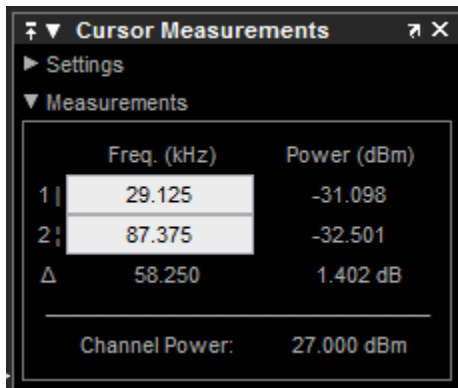 Cursor Measurements
Settings
Measurements
Freq. (kHz) Power (dBm)
1 | 29.125 -31.098
2 ¦ 87.375 -32.501
Δ 58.250 1.402 dB
Channel Power: 27.000 dBm